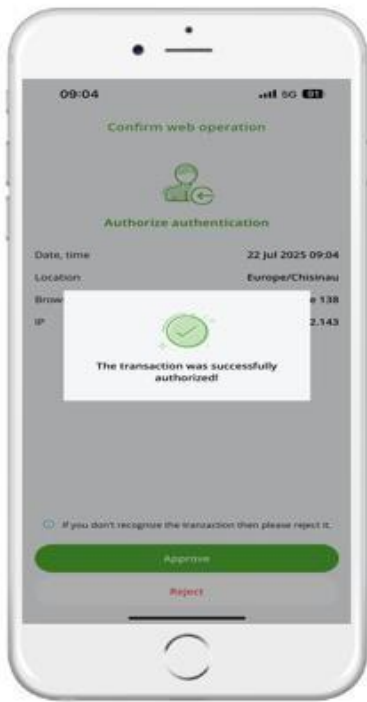 09:04
5G 91
Confirm web operation
Authorize authentication
Date, time 22 Jul 2025 09:04
Location Europe/Chisinau
138
IP 2.143
The transaction was successfully
authorized!
If you don't recognize the tranzaction then please reject it.
Approve
Reject